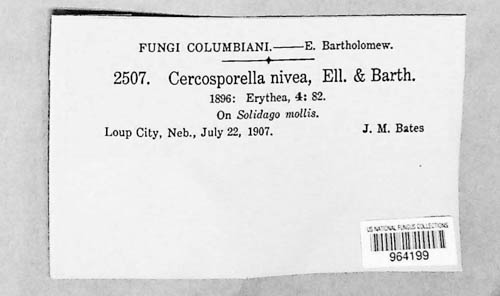 FUNGI COLUMBIANI.——E. Bartholomew.
2507. Cercosporella nivea, Ell. & Barth.
1896: Erythea, 4: 82.
On Solidago mollis.
Loup City, Neb., July 22, 1907. J. M. Bates
US NATIONAL FUNGUS COLLECTIONS
964199